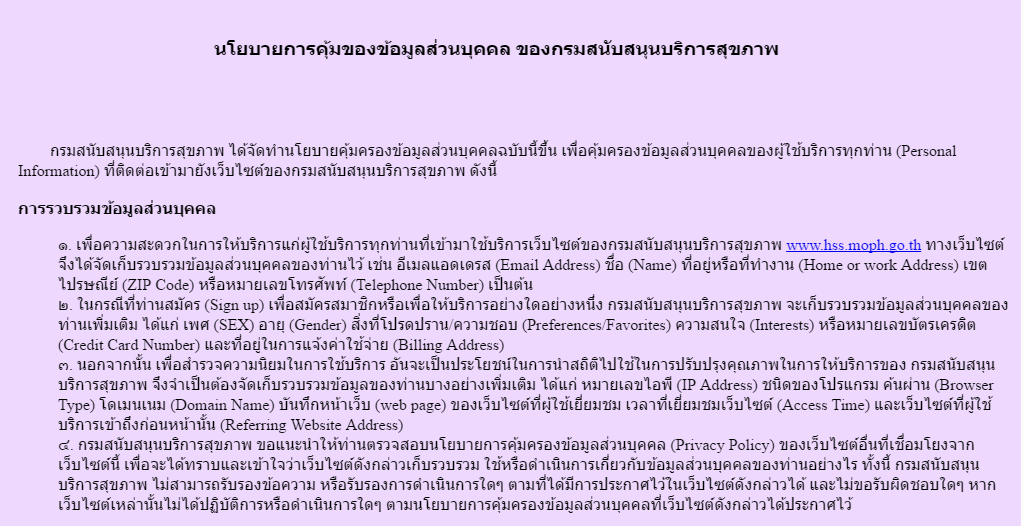 นโยบายการคุ้มของข้อมูลส่วนบุคคล ของกรมสนับสนุนบริการสุขภาพ
กรมสนับสนุนบริการสุขภาพ ได้จัดทำนโยบายคุ้มครองข้อมูลส่วนบุคคลฉบับนี้ขึ้น เพื่อคุ้มครองข้อมูลส่วนบุคคลของผู้ใช้บริการทุกท่าน (Personal
Information) ที่ติดต่อเข้ามายังเว็บไซต์ของกรมสนับสนุนบริการสุขภาพ ดังนี้
การรวบรวมข้อมูลส่วนบุคคล
๑. เพื่อความสะดวกในการให้บริการแก่ผู้ใช้บริการทุกท่านที่เข้ามาใช้บริการเว็บไซต์ของกรมสนับสนุนบริการสุขภาพ www.hss.moph.go.th ทางเว็บไซต์
จึงได้จัดเก็บรวบรวมข้อมูลส่วนบุคคลของท่านไว้ เช่น อีเมลแอดเดรส (Email Address) ชื่อ (Name) ที่อยู่หรือที่ทำงาน (Home or work Address) เขต
ไปรษณีย์ (ZIP Code) หรือหมายเลขโทรศัพท์ (Telephone Number) เป็นต้น
๒. ในกรณีที่ท่านสมัคร (Sign up) เพื่อสมัครสมาชิกหรือเพื่อให้บริการอย่างใดอย่างหนึ่ง กรมสนับสนุนบริการสุขภาพ จะเก็บรวบรวมข้อมูลส่วนบุคคลของ
ท่านเพิ่มเติม ได้แก่ เพศ (SEX) อายุ (Gender) สิ่งที่โปรดปราน/ความชอบ (Preferences/Favorites) ความสนใจ (Interests) หรือหมายเลขบัตรเครดิต
(Credit Card Number) และที่อยู่ในการแจ้งค่าใช้จ่าย (Billing Address)
๓. นอกจากนั้น เพื่อสำรวจความนิยมในการใช้บริการ อันจะเป็นประโยชน์ในการนำสถิติไปใช้ในการปรับปรุงคุณภาพในการให้บริการของ กรมสนับสนุน
บริการสุขภาพ จึงจำเป็นต้องจัดเก็บรวบรวมข้อมูลของท่านบางอย่างเพิ่มเติม ได้แก่ หมายเลขไอพี (IP Address) ชนิดของโปรแกรม ค้นผ่าน (Browser
Type) โดเมนเนม (Domain Name) บันทึกหน้าเว็บ (web page) ของเว็บไซต์ที่ผู้ใช้เยี่ยมชม เวลาที่เยี่ยมชมเว็บไซต์ (Access Time) และเว็บไซต์ที่ผู้ใช้
บริการเข้าถึงก่อนหน้านั้น (Referring Website Address)
๔. กรมสนับสนุนบริการสุขภาพ ขอแนะนำให้ท่านตรวจสอบนโยบายการคุ้มครองข้อมูลส่วนบุคคล (Privacy Policy) ของเว็บไซต์อื่นที่เชื่อมโยงจาก
เว็บไซต์นี้ เพื่อจะได้ทราบและเข้าใจว่าเว็บไซต์ดังกล่าวเก็บรวบรวม ใช้หรือดำเนินการเกี่ยวกับข้อมูลส่วนบุคคลของท่านอย่างไร ทั้งนี้ กรมสนับสนุน
บริการสุขภาพ ไม่สามารถรับรองข้อความ หรือรับรองการดำเนินการใดๆ ตามที่ได้มีการประกาศไว้ในเว็บไซต์ดังกล่าวได้ และไม่ขอรับผิดชอบใดๆ หาก
เว็บไซต์เหล่านั้นไม่ได้ปฏิบัติการหรือดำเนินการใดๆ ตามนโยบายการคุ้มครองข้อมูลส่วนบุคคลที่เว็บไซต์ดังกล่าวได้ประกาศไว้